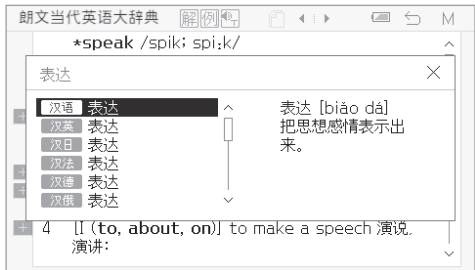 朗文当代英语大辞典 解 例 M
*speak /spik; spi:k/
表达
汉语 表达
汉英 表达
汉日 表达
汉法 表达
汉德 表达
汉俄 表达
表达 [biǎo dá]
把思想感情表示出
来。
4 [I (to, about, on)] to make a speech 演说,
演讲: